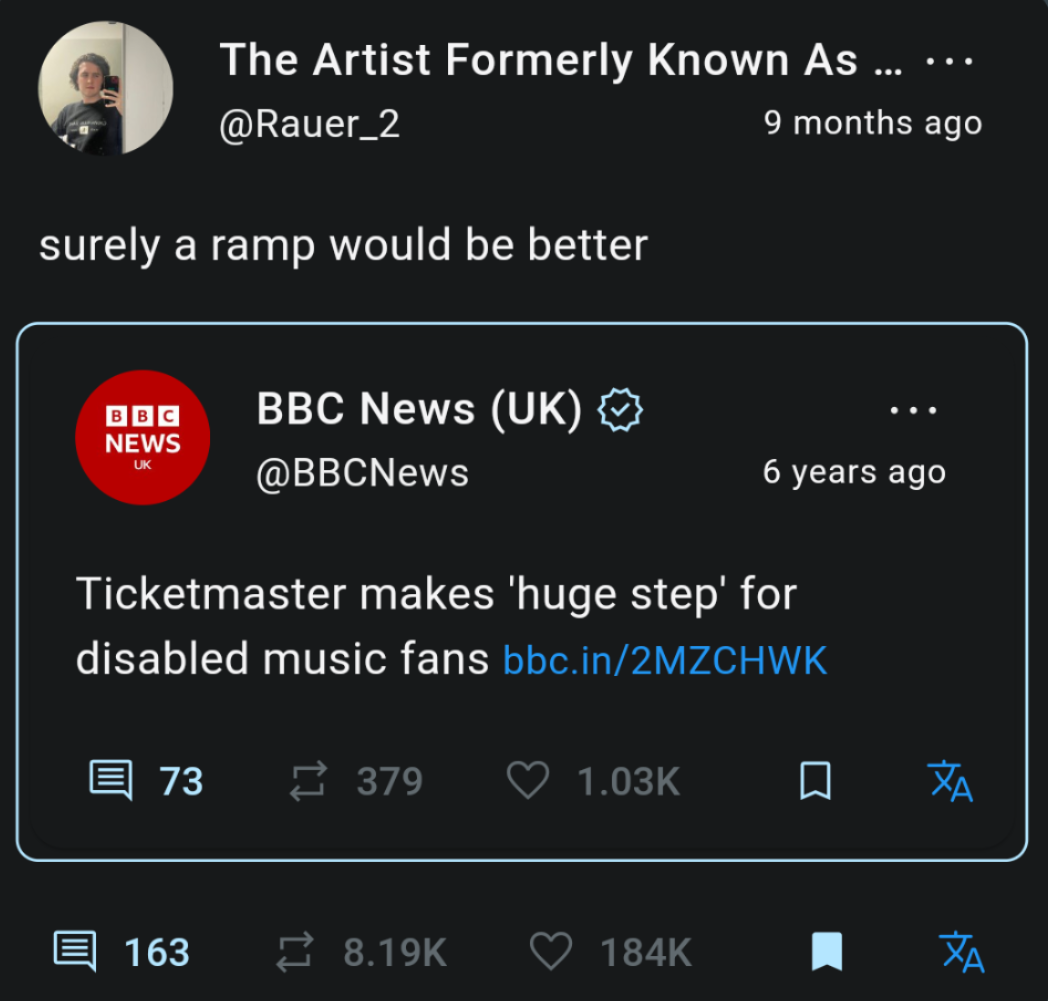 The Artist Formerly Known As ...
@Rauer_2
9 months ago
surely a ramp would be better
BBC
NEWS
UK
BBC News (UK)
@BBCNews
6 years ago
Ticketmaster makes 'huge step' for
disabled music fans bbc.in/2MZCHWK
73
379
1.03K
163
8.19K
184K